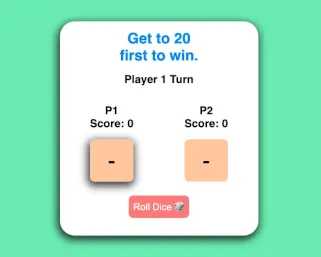 Get to 20
first to win.
Player 1 Turn
P1
Score: 0
P2
Score: 0
-
-
Roll Dice 🎲